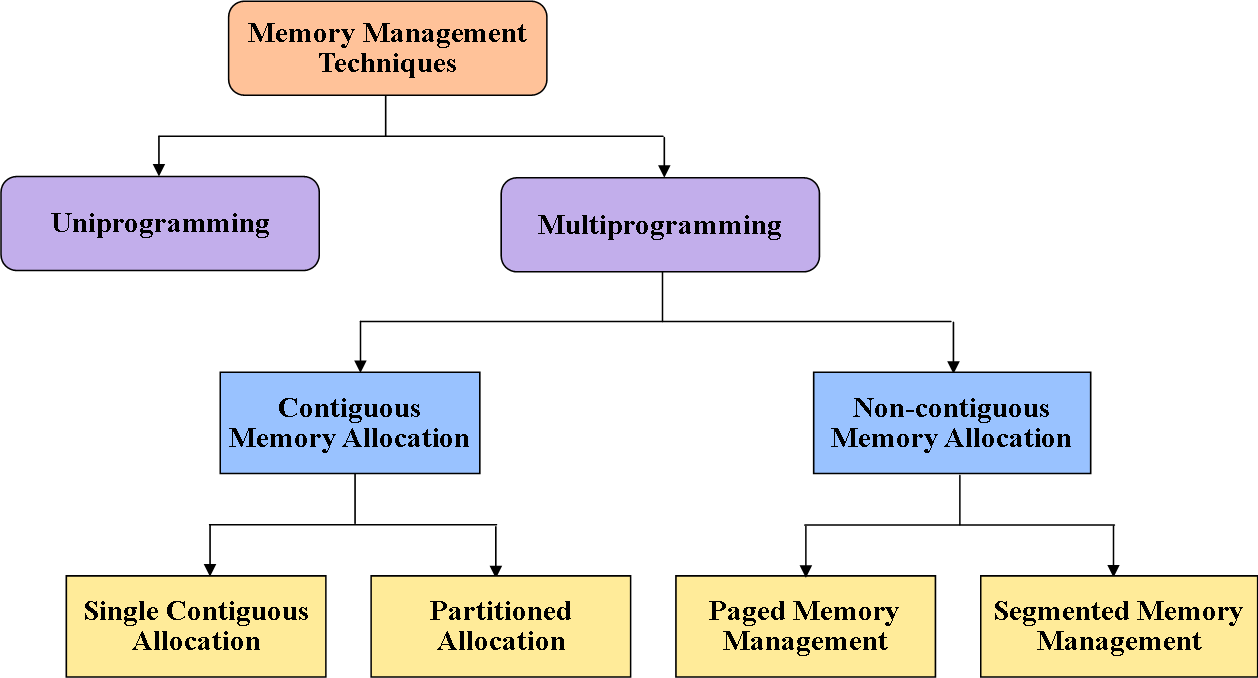 Memory Management
Techniques
Uniprogramming
Multiprogramming
Contiguous
Memory Allocation
Non-contiguous
Memory Allocation
Single Contiguous
Allocation
Partitioned
Allocation
Paged Memory
Management
Segmented Memory
Management